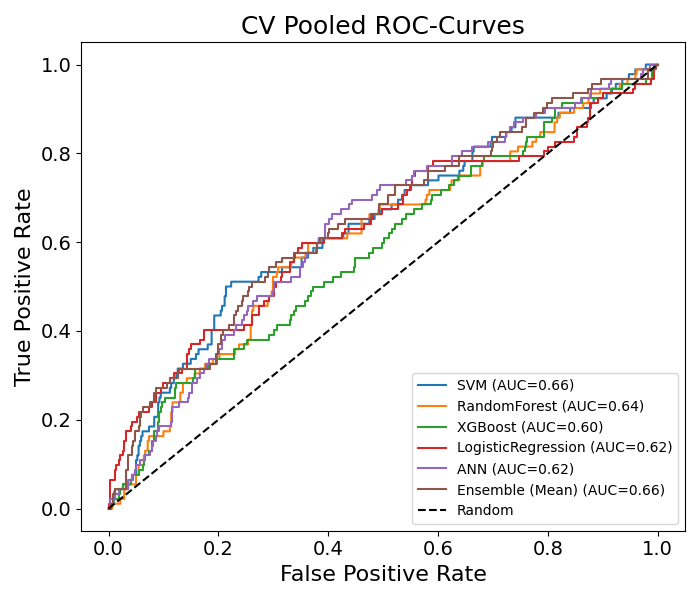 CV Pooled ROC-Curves
True Positive Rate
1.0
0.8
0.6
0.4
0.2
0.0
SVM (AUC=0.66)
RandomForest (AUC=0.64)
XGBoost (AUC=0.60)
LogisticRegression (AUC=0.62)
ANN (AUC=0.62)
Ensemble (Mean) (AUC=0.66)
Random
0.0 0.2 0.4 0.6 0.8 1.0
False Positive Rate